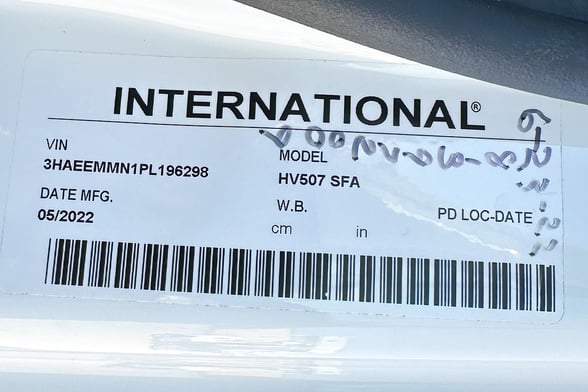 INTERNATIONAL®
VIN
3HAEEMMN1PL196298
MODEL
HV507 SFA
DATE MFG.
05/2022
W.B.
cm in
PD LOC-DATE